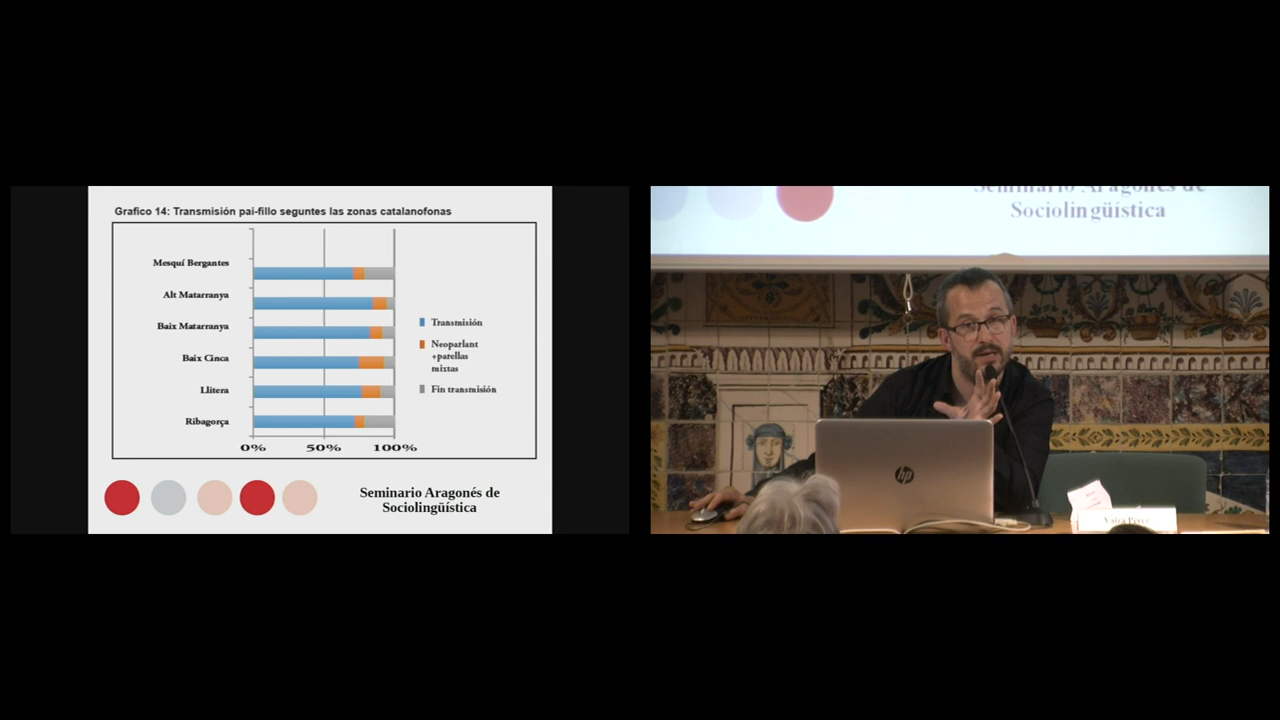 Grafico 14: Transmisión pai-fillo seguntes las zonas catalanofonas
Mesquí Bergantes
Alt Matarranya
Baix Matarranya
Baix Cinca
Llitera
Ribagorça
0% 50% 100%
Transmisión
Neoparlant
+parellas
mixtas
Fin transmisión
Seminario Aragonés de
Sociolingüística
Seminario Aragonés de
Sociolingüística
hp